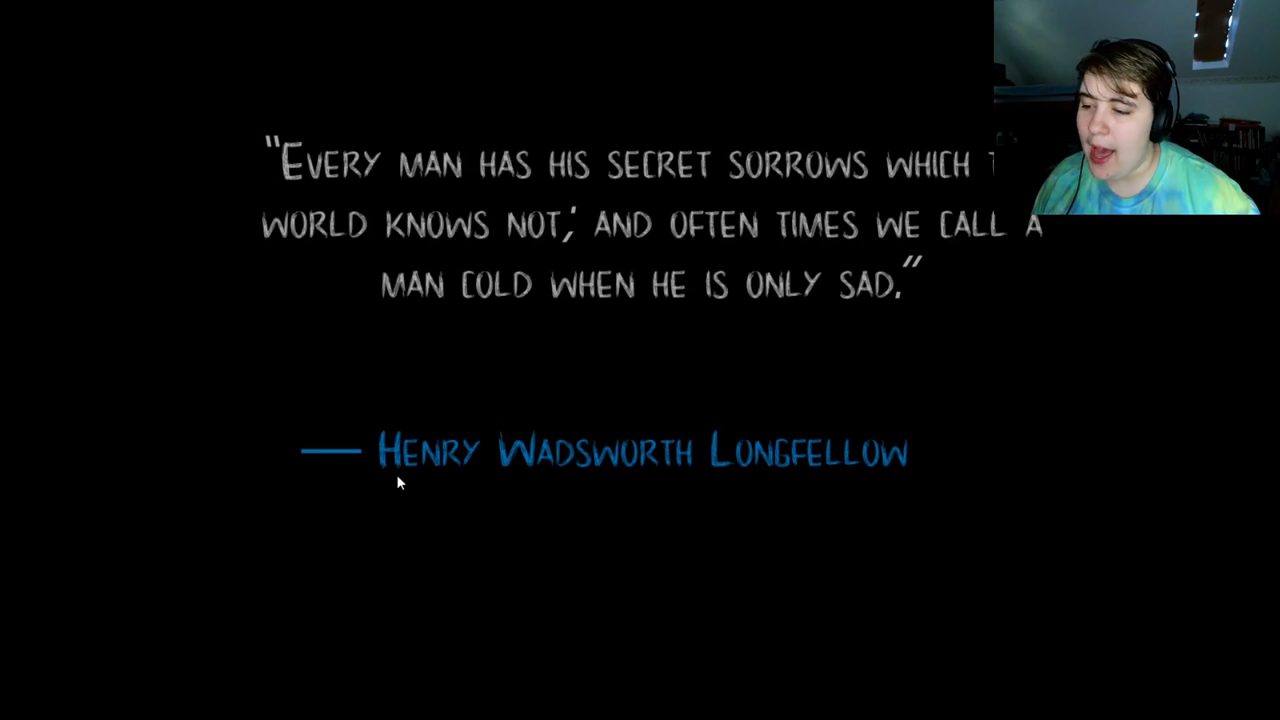 "Every man has his secret sorrows which
world knows not; and often times we call a
man cold when he is only sad."
— Henry Wadsworth Longfellow